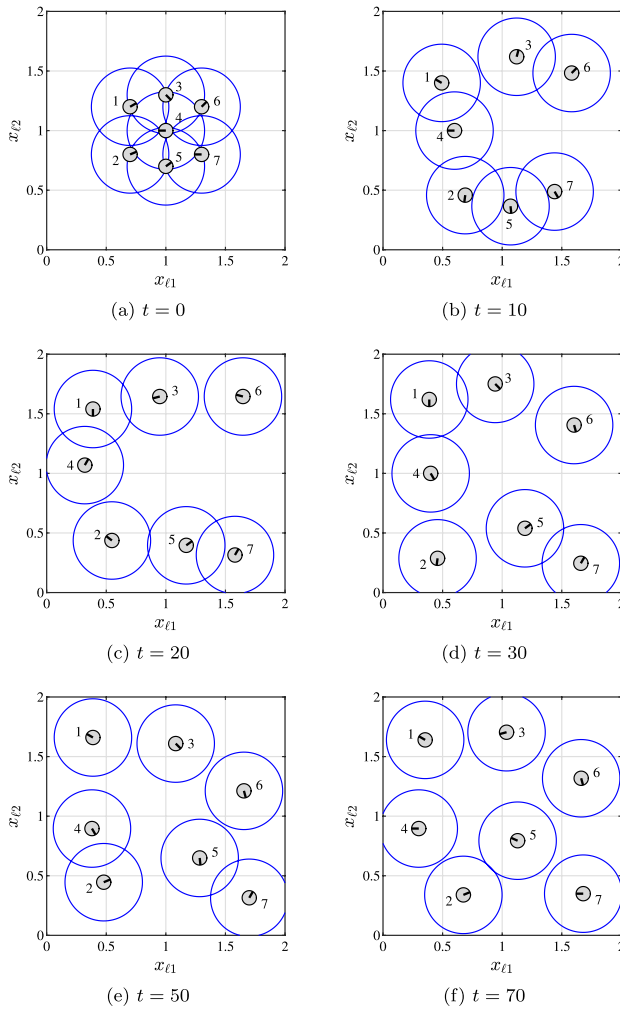 2
1.5
1
0.5
0
0 0.5 1 1.5 2
x_{ℓ2}
x_{ℓ1}
1 3 6 4 2 5 7
(a) t = 0
2
1.5
1
0.5
0
0 0.5 1 1.5 2
x_{ℓ2}
x_{ℓ1}
3 1 6 4 2 7 5
(b) t = 10
2
1.5
1
0.5
0
0 0.5 1 1.5 2
x_{ℓ2}
x_{ℓ1}
3 6 1 4 2 5 7
(c) t = 20
2
1.5
1
0.5
0
0 0.5 1 1.5 2
x_{ℓ2}
x_{ℓ1}
3 1 6 4 5 2 7
(d) t = 30
2
1.5
1
0.5
0
0 0.5 1 1.5 2
x_{ℓ2}
x_{ℓ1}
1 3 6 4 5 2 7
(e) t = 50
2
1.5
1
0.5
0
0 0.5 1 1.5 2
x_{ℓ2}
x_{ℓ1}
3 1 6 4 5 2 7
(f) t = 70